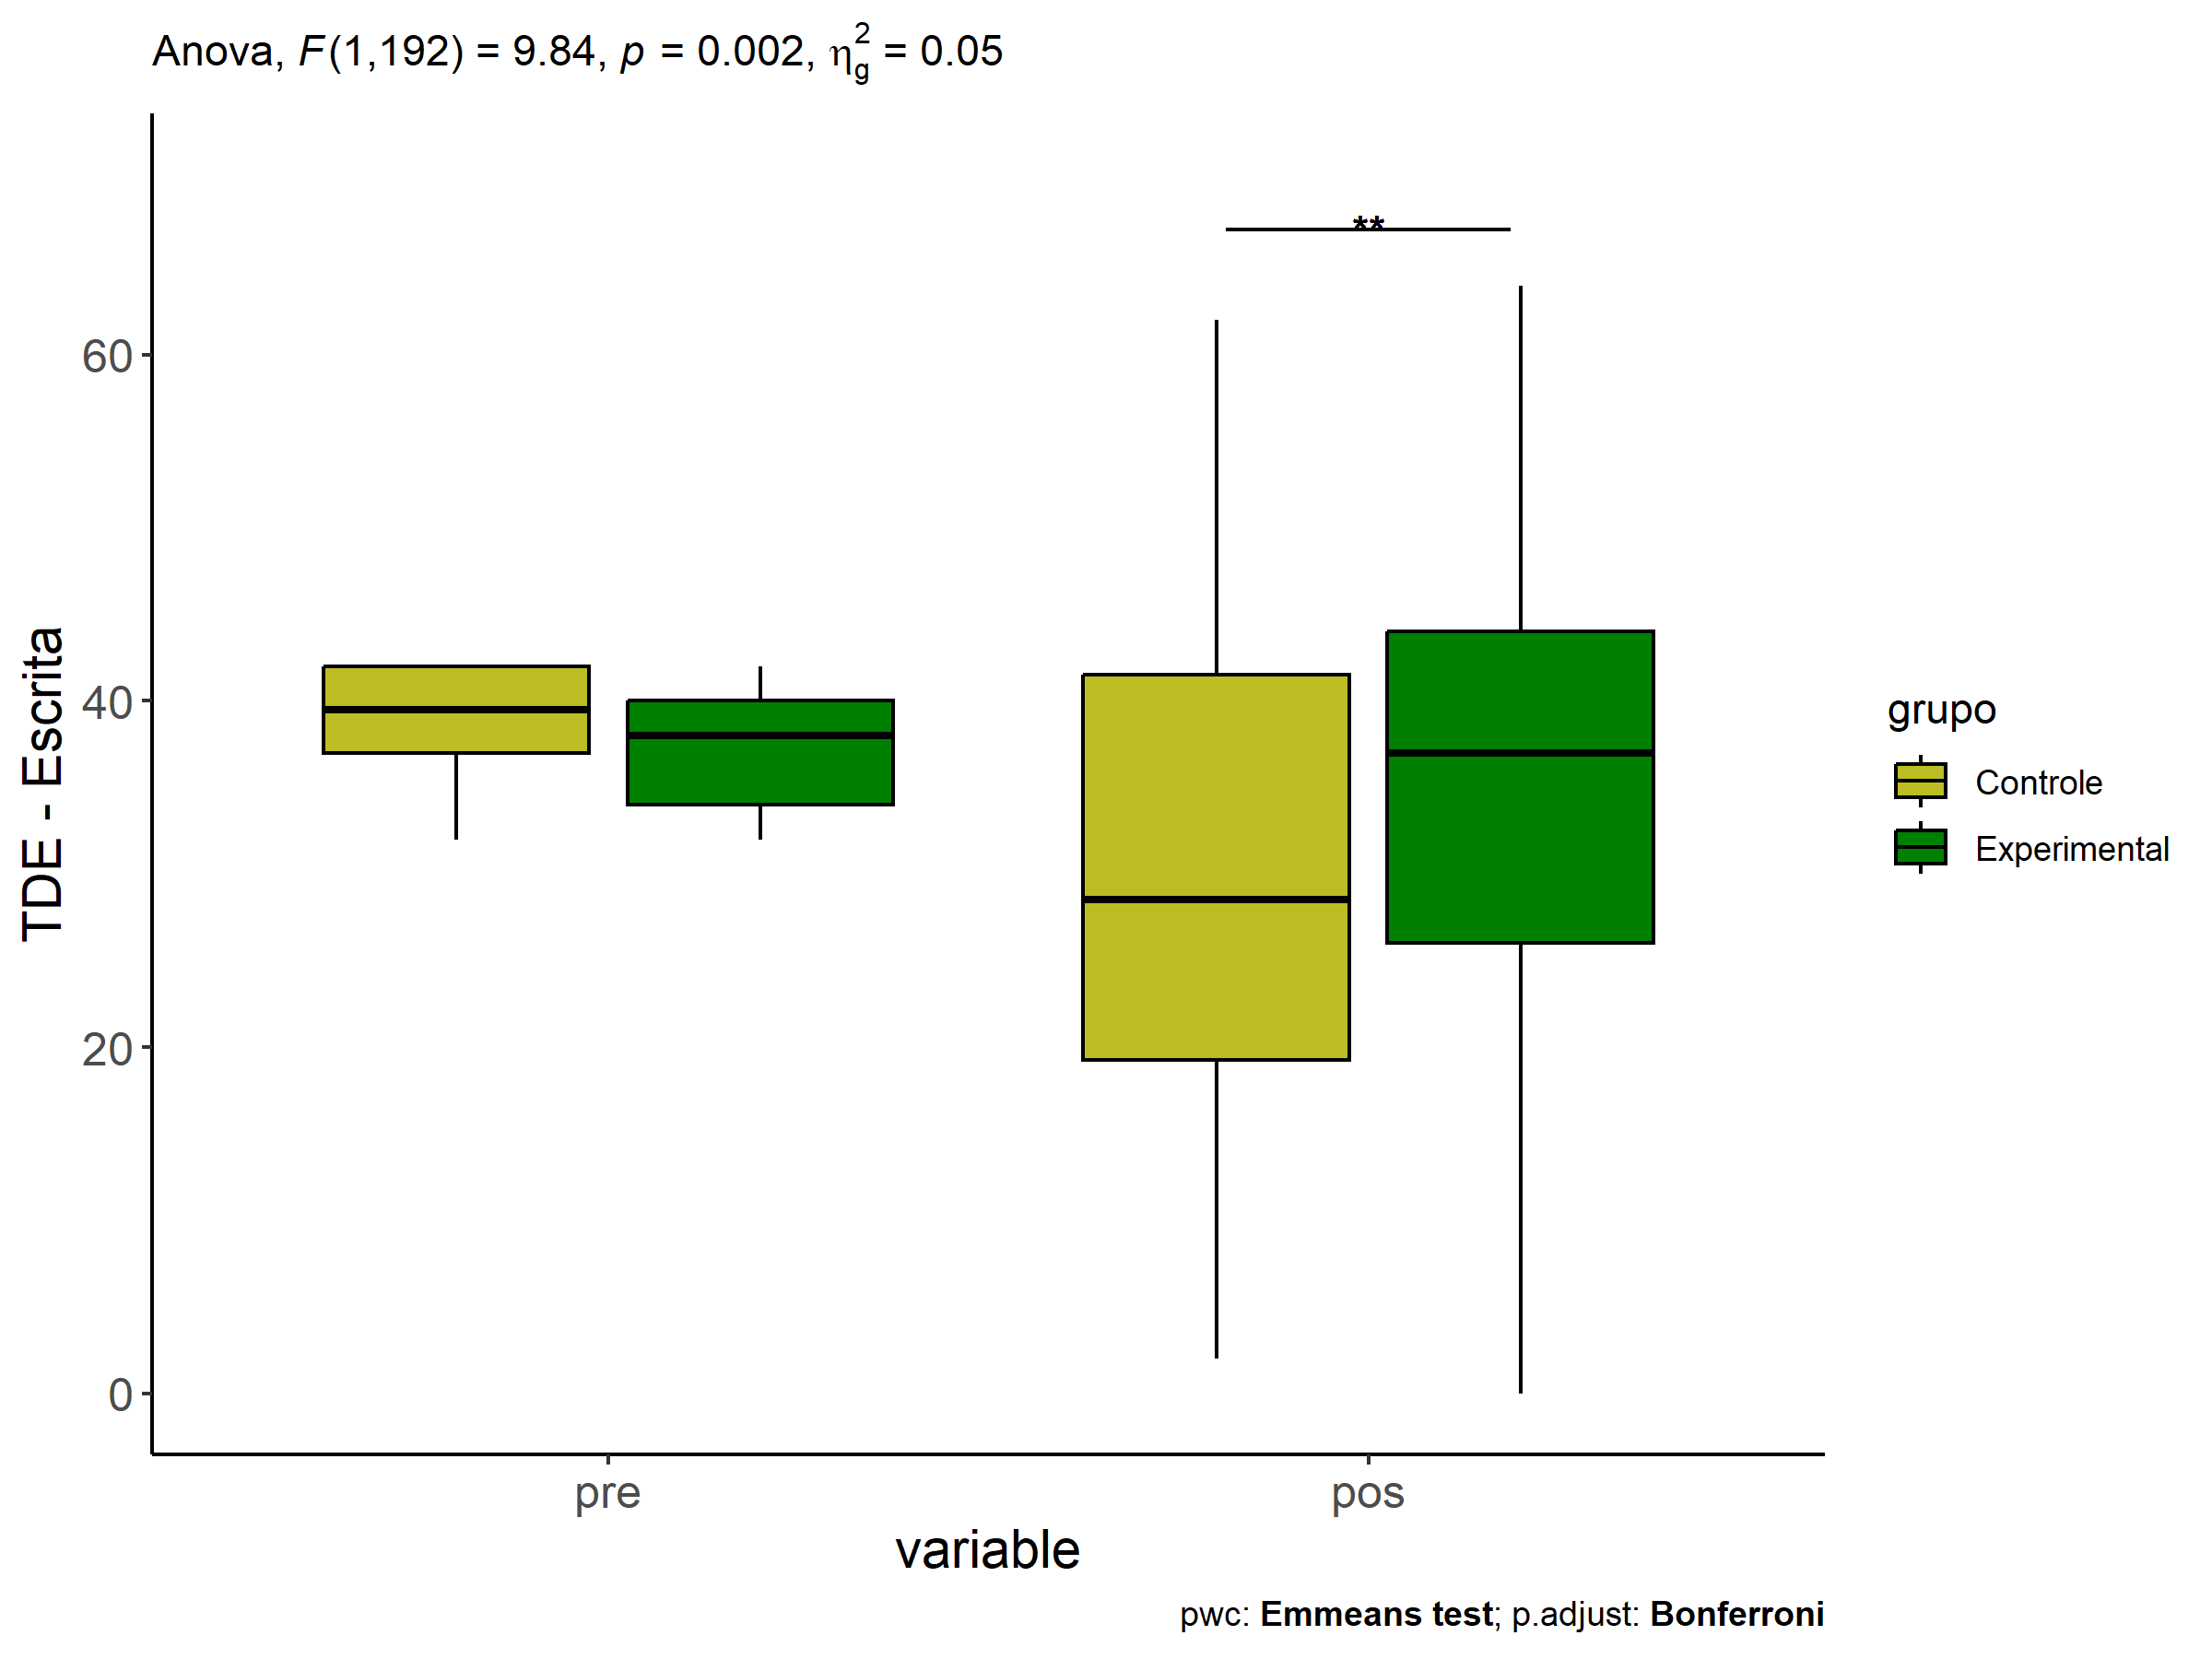 Anova, F(1,192) = 9.84, p = 0.002, η²g = 0.05
**
60
40
20
0
TDE - Escrita
pre
pos
variable
grupo
Controle
Experimental
pwc: Emmeans test; p.adjust: Bonferroni